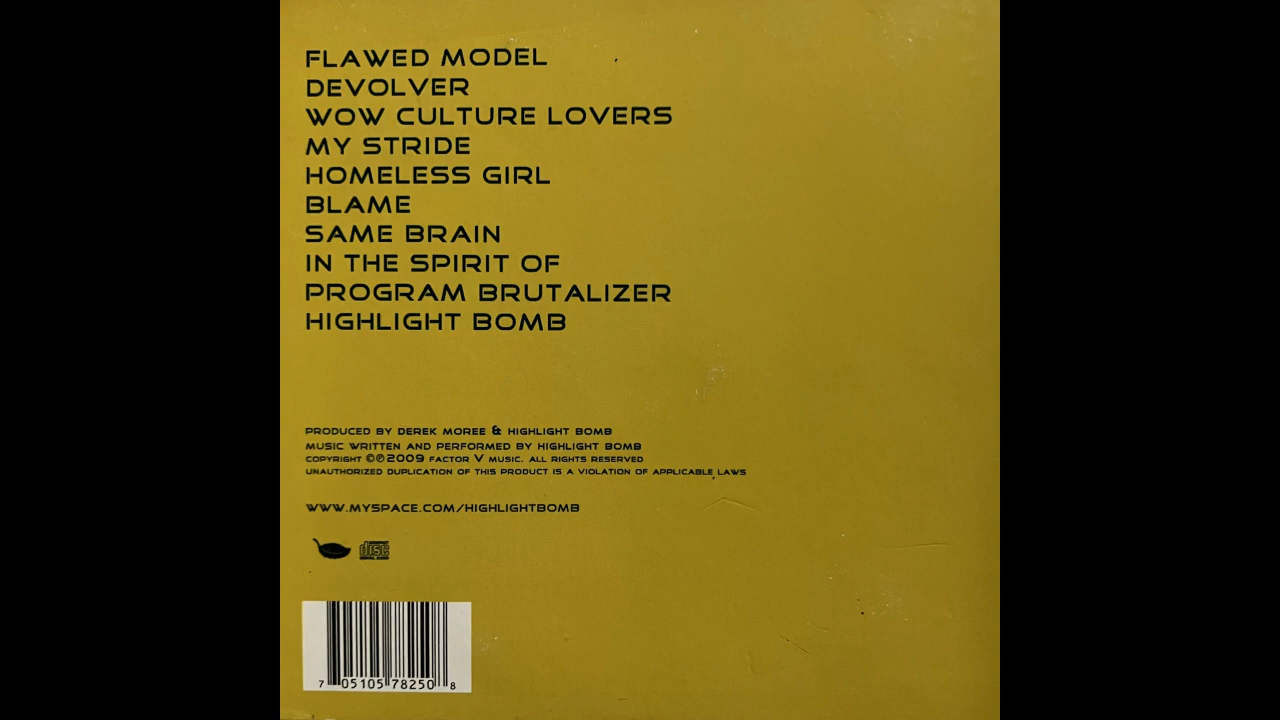 FLAWED MODEL
DEVOLVER
WOW CULTURE LOVERS
MY STRIDE
HOMELESS GIRL
BLAME
SAME BRAIN
IN THE SPIRIT OF
PROGRAM BRUTALIZER
HIGHLIGHT BOMB
PRODUCED BY DEREK MOREE & HIGHLIGHT BOMB
MUSIC WRITTEN AND PERFORMED BY HIGHLIGHT BOMB
COPYRIGHT ©℗2009 FACTOR V MUSIC. ALL RIGHTS RESERVED
UNAUTHORIZED DUPLICATION OF THIS PRODUCT IS A VIOLATION OF APPLICABLE LAWS
WWW.MYSPACE.COM/HIGHLIGHTBOMB
disc
DIGITAL AUDIO
7 05105 78250 8